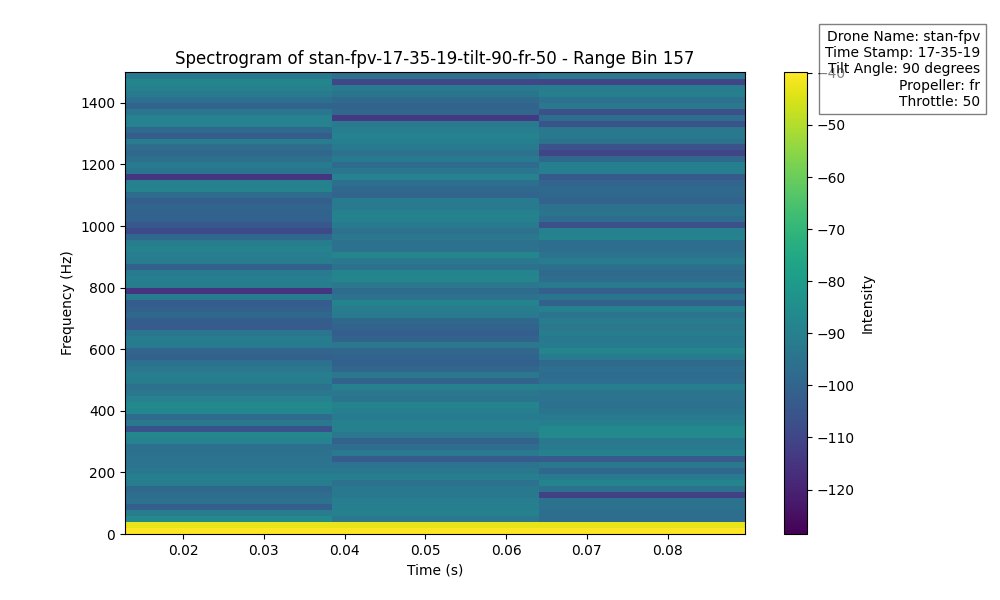 Drone Name: stan-fpv
Time Stamp: 17-35-19
Tilt Angle: 90 degrees
Propeller: fr
Throttle: 50
Spectrogram of stan-fpv-17-35-19-tilt-90-fr-50 - Range Bin 157
Frequency (Hz)
1400
1200
1000
800
600
400
200
0
0.02
0.03
0.04
0.05
0.06
0.07
0.08
Time (s)
−40
−50
−60
−70
−80
−90
−100
−110
−120
Intensity